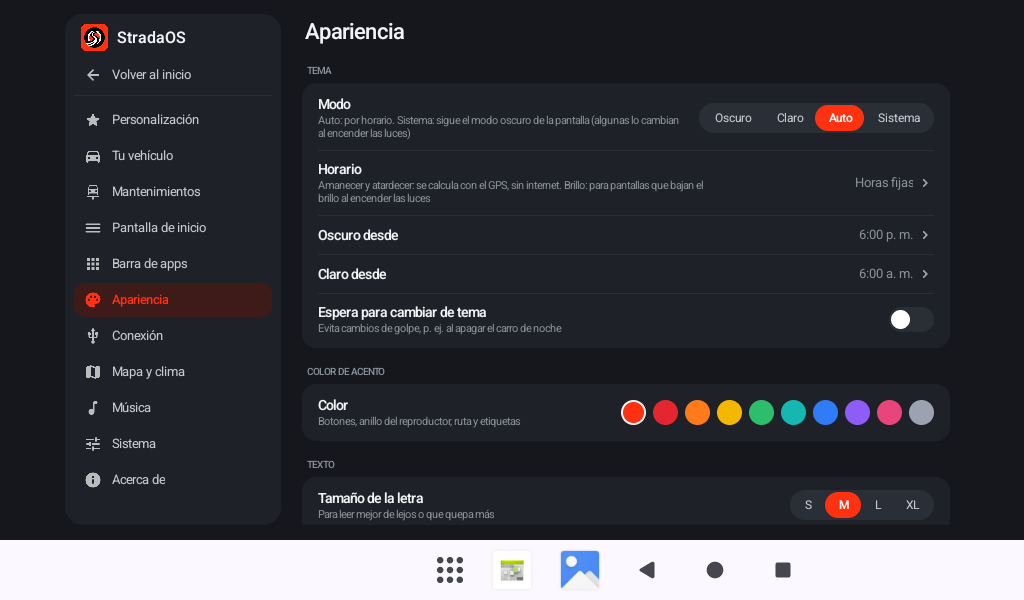 StradaOS
Volver al inicio
Personalización
Tu vehículo
Mantenimientos
Pantalla de inicio
Barra de apps
Apariencia
Conexión
Mapa y clima
Música
Sistema
Acerca de
Apariencia
TEMA
Modo
Auto: por horario. Sistema: sigue el modo oscuro de la pantalla (algunas lo cambian
al encender las luces)
Oscuro Claro Auto Sistema
Horario
Amanecer y atardecer: se calcula con el GPS, sin internet. Brillo: para pantallas que bajan el
brillo al encender las luces
Horas fijas
Oscuro desde
6:00 p. m.
Claro desde
6:00 a. m.
Espera para cambiar de tema
Evita cambios de golpe, p. ej. al apagar el carro de noche
COLOR DE ACENTO
Color
Botones, anillo del reproductor, ruta y etiquetas
TEXTO
Tamaño de la letra
Para leer mejor de lejos o que quepa más
S M L XL